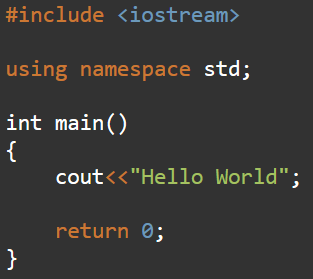 #include <iostream>
using namespace std;
int main()
{
    cout<<"Hello World";
    return 0;
}